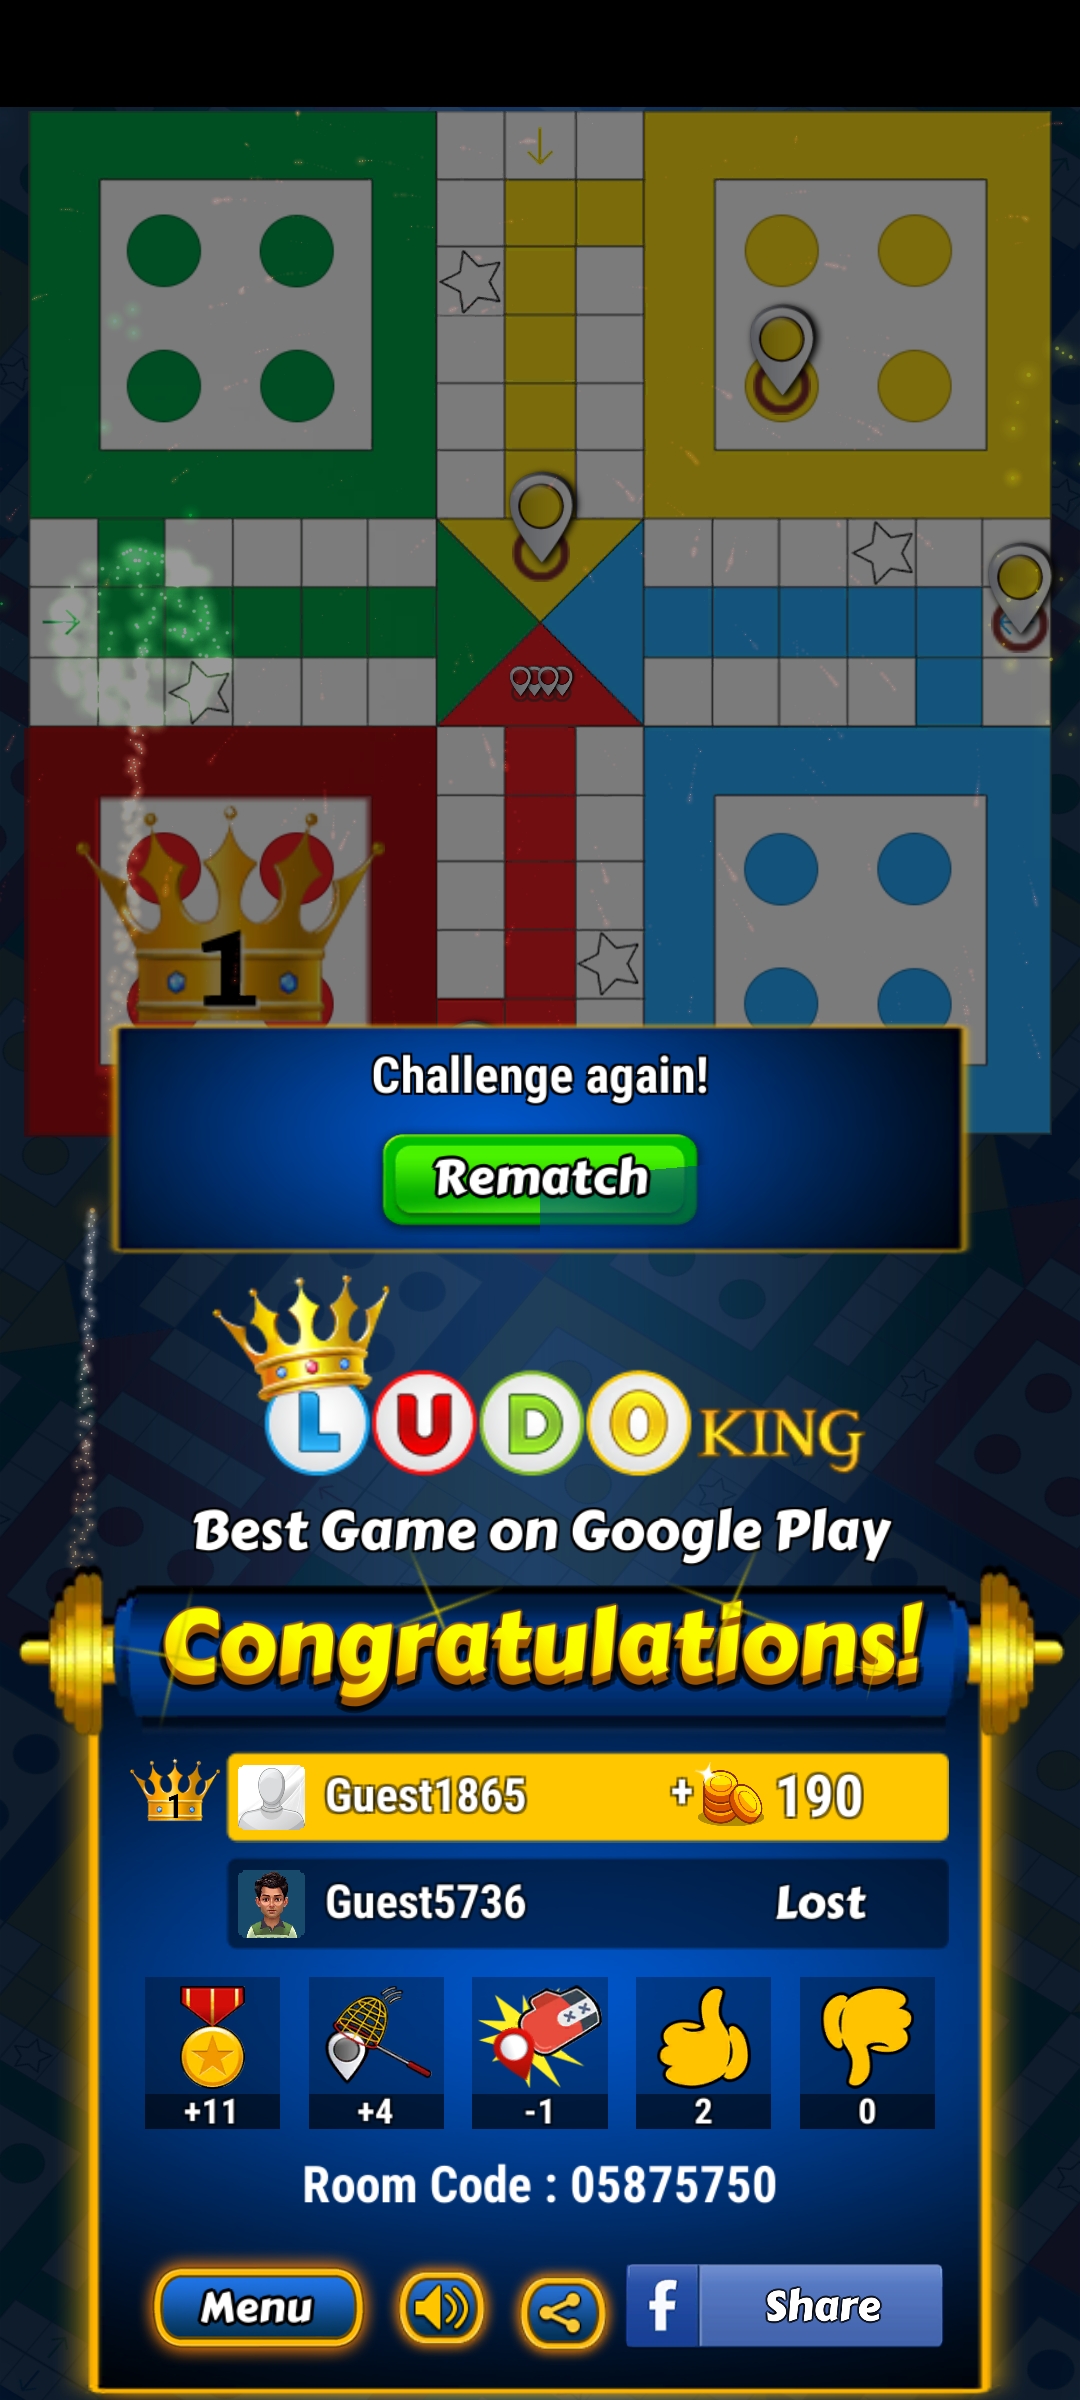 1
Challenge again!
Rematch
LUDO KING
Best Game on Google Play
Congratulations!
1 Guest1865 + 190
Guest5736 Lost
+11 +4 -1 2 0
Room Code : 05875750
Menu f Share